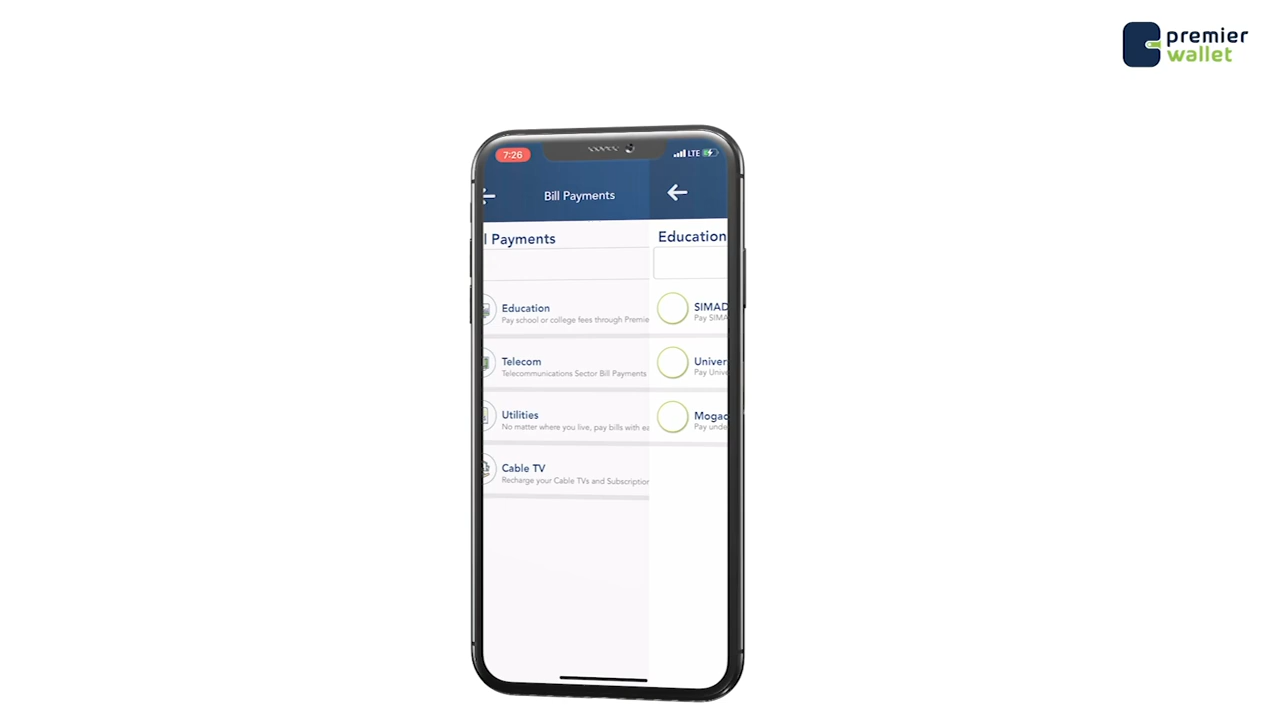 premier
wallet
7:26
LTE
Bill Payments
l Payments
Education
Pay school or college fees through Premie
Telecom
Telecommunications Sector Bill Payments
Utilities
No matter where you live, pay bills with ea
Cable TV
Recharge your Cable TVs and Subscription
Education
SIMAD
Pay SIMA
Univer
Pay Unive
Mogad
Pay unde